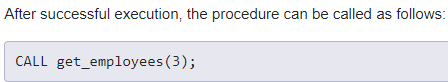 After successful execution, the procedure can be called as follows:
CALL get_employees(3);